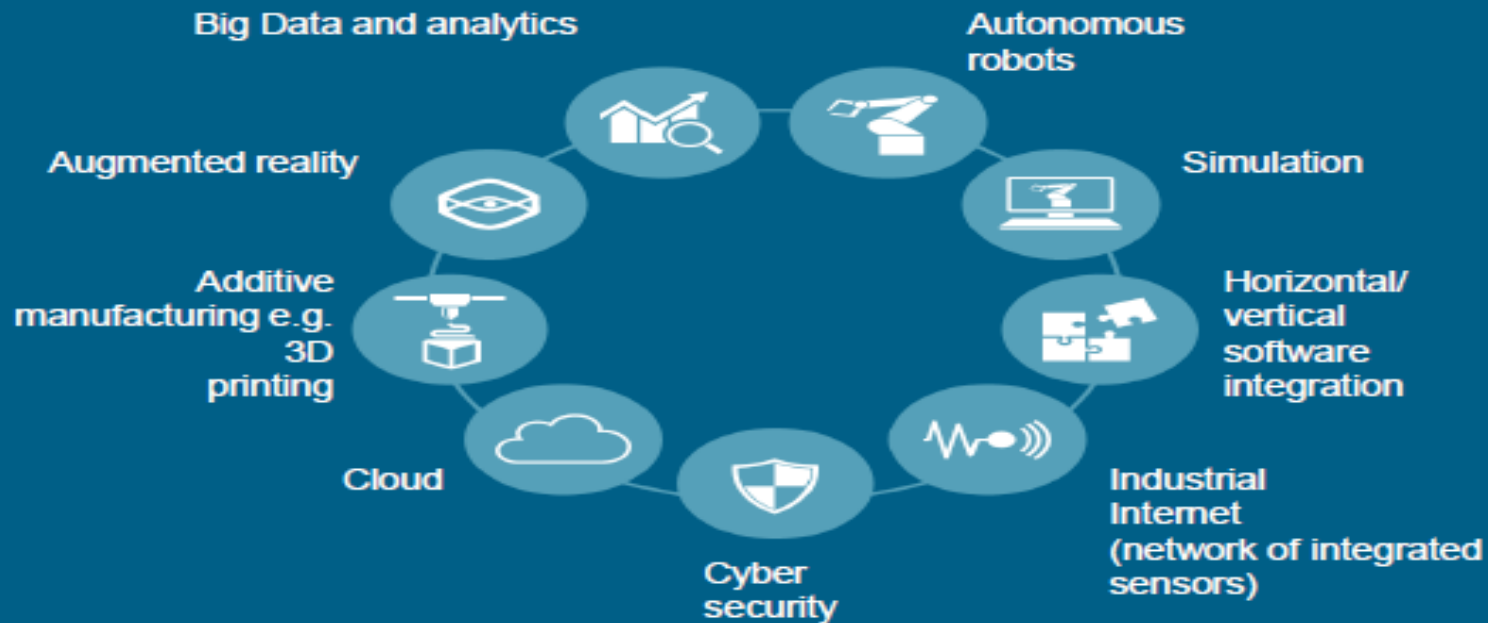 Big Data and analytics
Autonomous
robots
Augmented reality
Simulation
Additive
manufacturing e.g.
3D
printing
Horizontal/
vertical
software
integration
Cloud
Industrial
Internet
(network of integrated
sensors)
Cyber
security